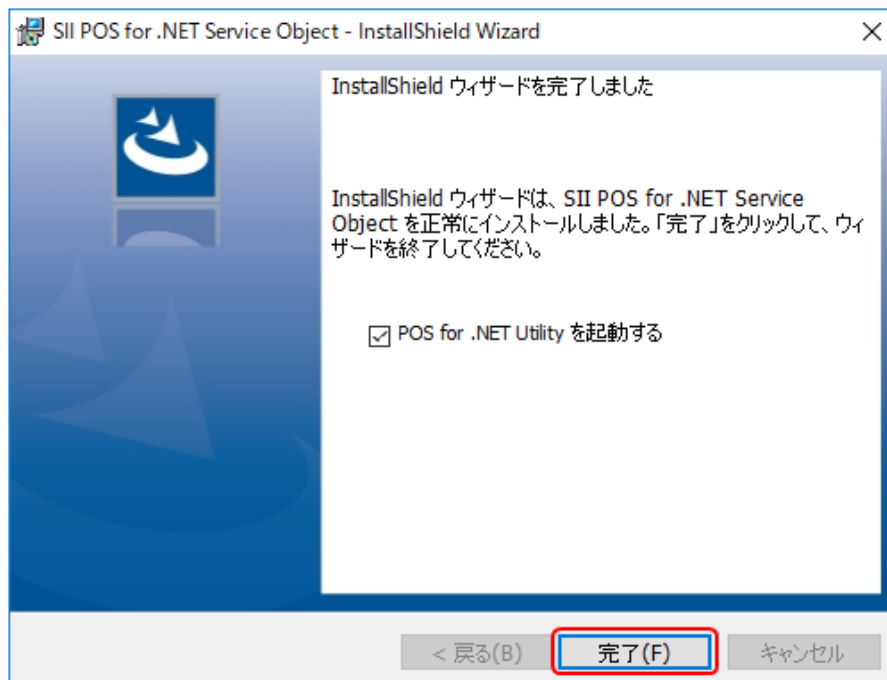 SII POS for .NET Service Object - InstallShield Wizard
InstallShield ウィザードを完了しました
InstallShield ウィザードは、SII POS for .NET Service
Object を正常にインストールしました。「完了」をクリックして、ウィ
ザードを終了してください。
POS for .NET Utility を起動する
< 戻る(B)
完了(F)
キャンセル